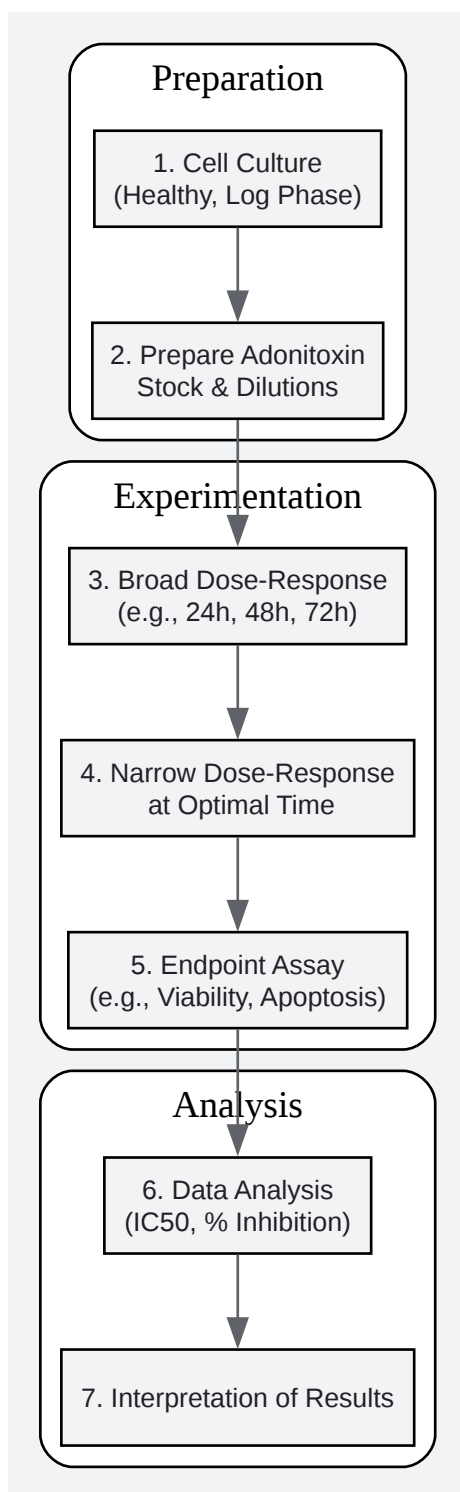 Preparation
1. Cell Culture
(Healthy, Log Phase)
2. Prepare Adonitoxin
Stock & Dilutions
Experimentation
3. Broad Dose-Response
(e.g., 24h, 48h, 72h)
4. Narrow Dose-Response
at Optimal Time
5. Endpoint Assay
(e.g., Viability, Apoptosis)
Analysis
6. Data Analysis
(IC50, % Inhibition)
7. Interpretation of Results